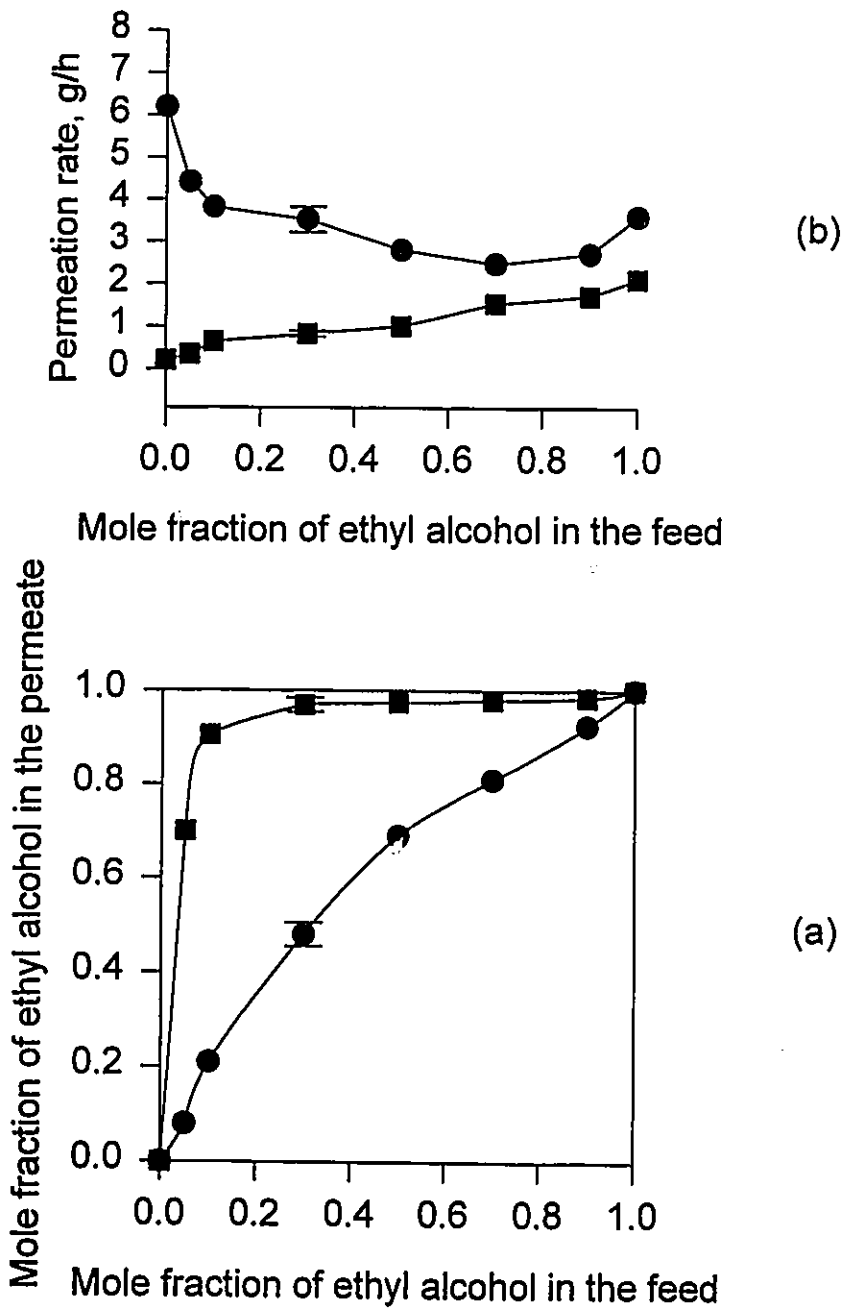 Permeation rate, g/h
8
7
6
5
4
3
2
1
0
0.0 0.2 0.4 0.6 0.8 1.0
Mole fraction of ethyl alcohol in the feed
(b)
Mole fraction of ethyl alcohol in the permeate
1.0
0.8
0.6
0.4
0.2
0.0
0.0 0.2 0.4 0.6 0.8 1.0
Mole fraction of ethyl alcohol in the feed
(a)